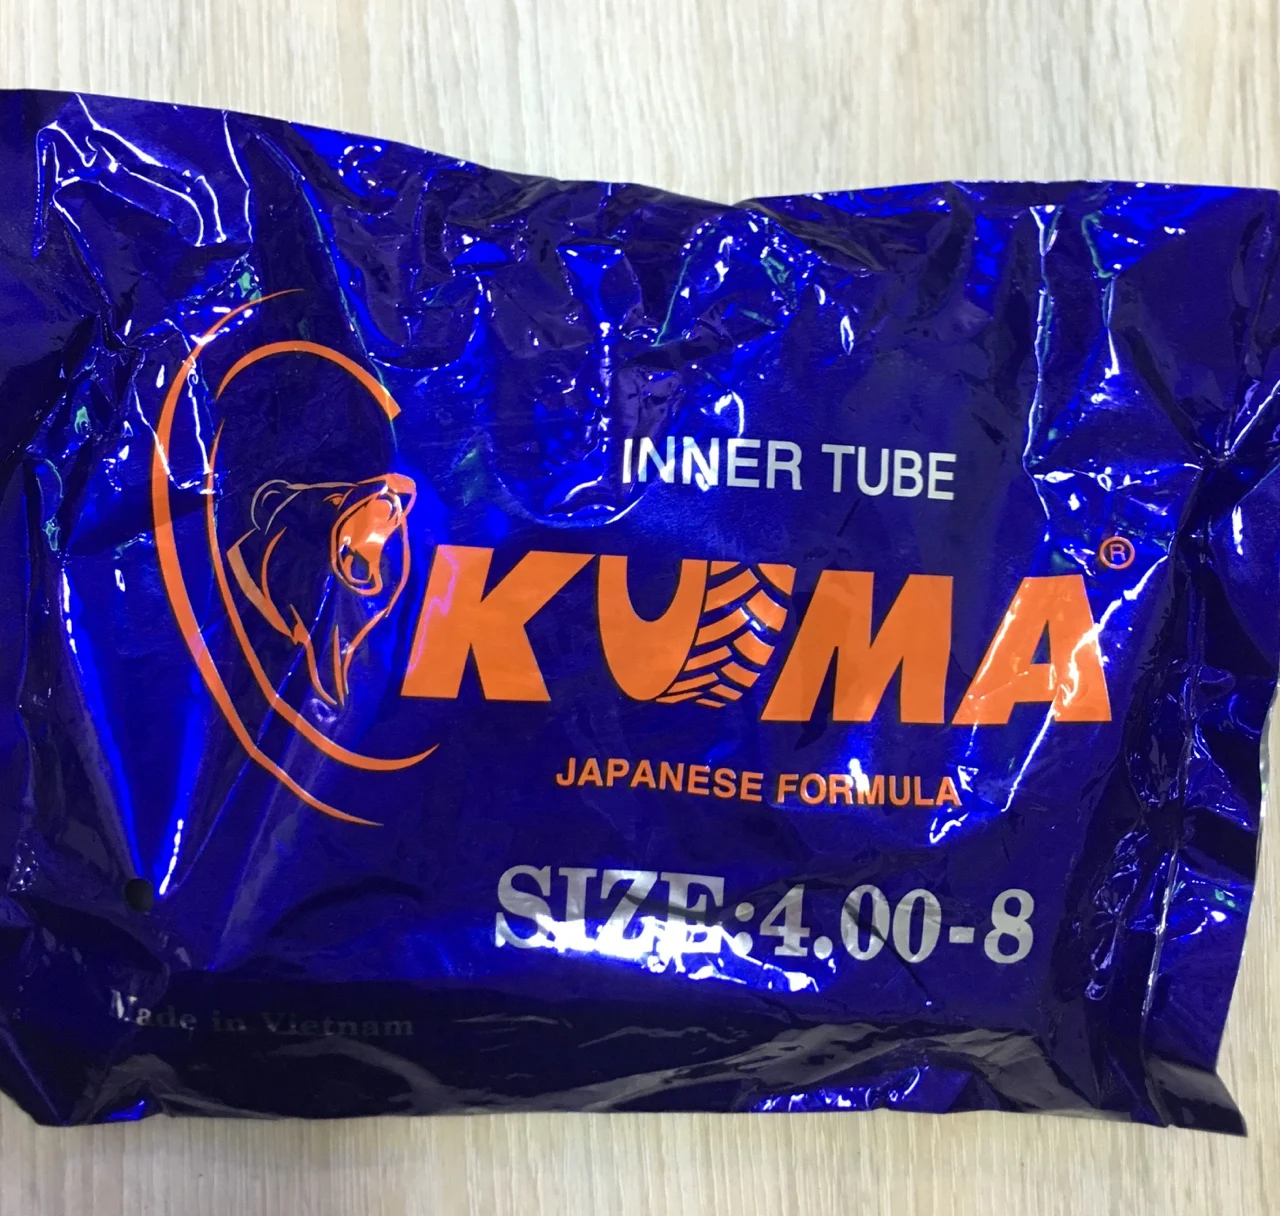 INNER TUBE
KUMA®
JAPANESE FORMULA
SIZE:4.00-8
Made in Vietnam